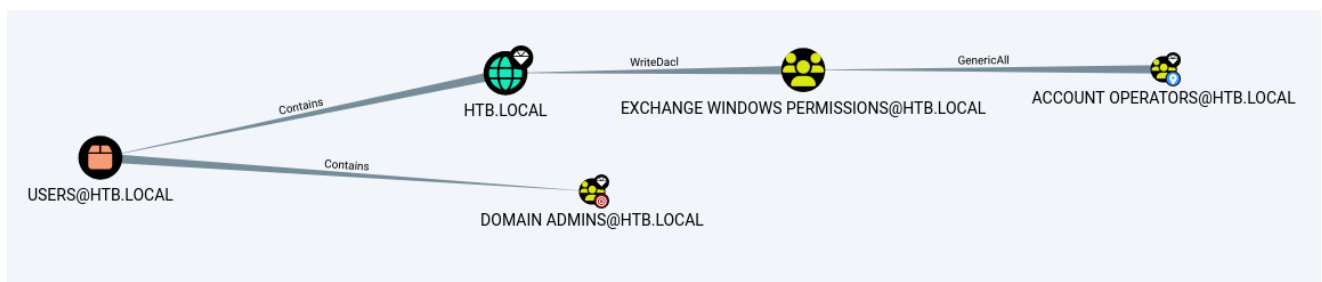 WriteDacl
GenericAll
ACCOUNT OPERATORS@HTB.LOCAL
Contains
HTB.LOCAL
EXCHANGE WINDOWS PERMISSIONS@HTB.LOCAL
Contains
USERS@HTB.LOCAL
DOMAIN ADMINS@HTB.LOCAL